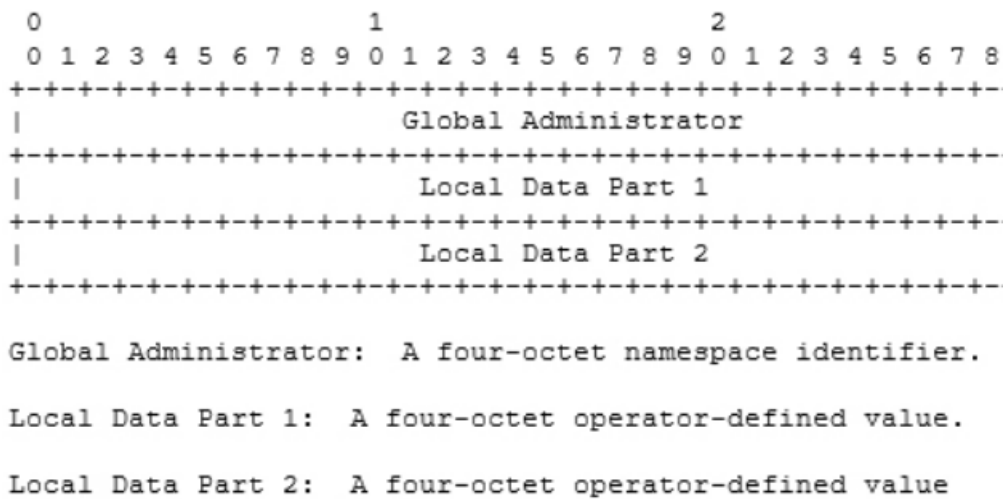 0                   1                   2
 0 1 2 3 4 5 6 7 8 9 0 1 2 3 4 5 6 7 8 9 0 1 2 3 4 5 6 7 8
+-+-+-+-+-+-+-+-+-+-+-+-+-+-+-+-+-+-+-+-+-+-+-+-+-+-+-+-+-
|                      Global Administrator
+-+-+-+-+-+-+-+-+-+-+-+-+-+-+-+-+-+-+-+-+-+-+-+-+-+-+-+-+-
|                       Local Data Part 1
+-+-+-+-+-+-+-+-+-+-+-+-+-+-+-+-+-+-+-+-+-+-+-+-+-+-+-+-+-
|                       Local Data Part 2
+-+-+-+-+-+-+-+-+-+-+-+-+-+-+-+-+-+-+-+-+-+-+-+-+-+-+-+-+-
Global Administrator:  A four-octet namespace identifier.
Local Data Part 1:  A four-octet operator-defined value.
Local Data Part 2:  A four-octet operator-defined value